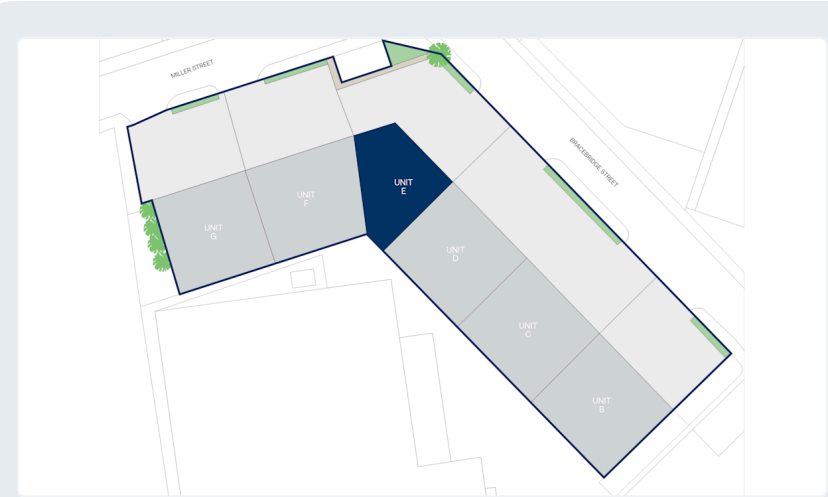 MILLER STREET
BRACEBRIDGE STREET
UNIT
E
UNIT
F
UNIT
G
UNIT
D
UNIT
C
UNIT
B